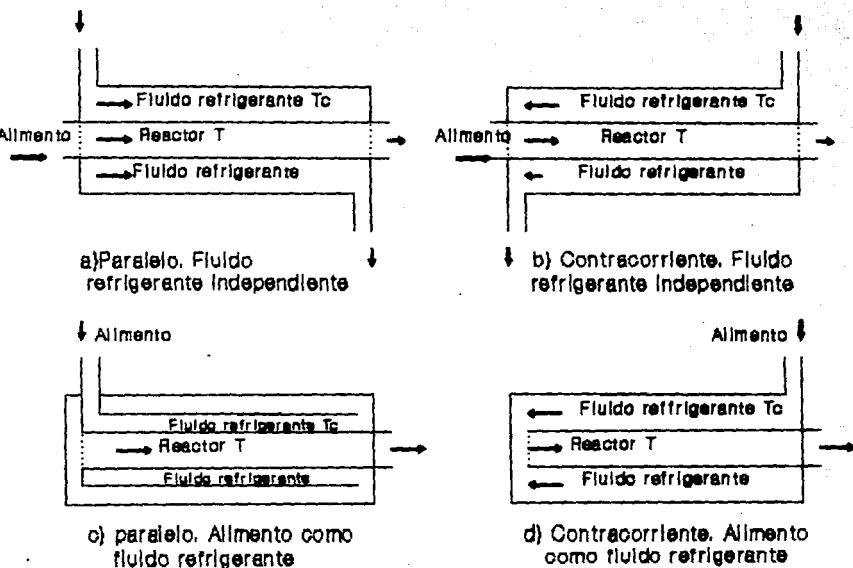 Fluido refrigerante Tc
Alimento
Reactor T
Fluido refrigerante
a)Paralelo. Fluido
refrigerante Independiente
Fluido refrigerante Tc
Alimento
Reactor T
Fluido refrigerante
b) Contracorriente. Fluido
refrigerante Independiente
Alimento
Fluido refrigerante Tc
Reactor T
Fluido refrigerante
c) paralelo. Alimento como
fluido refrigerante
Alimento
Fluido reffrigerante Tc
Reactor T
Fluido refrigerante
d) Contracorriente. Alimento
como fluido refrigerante